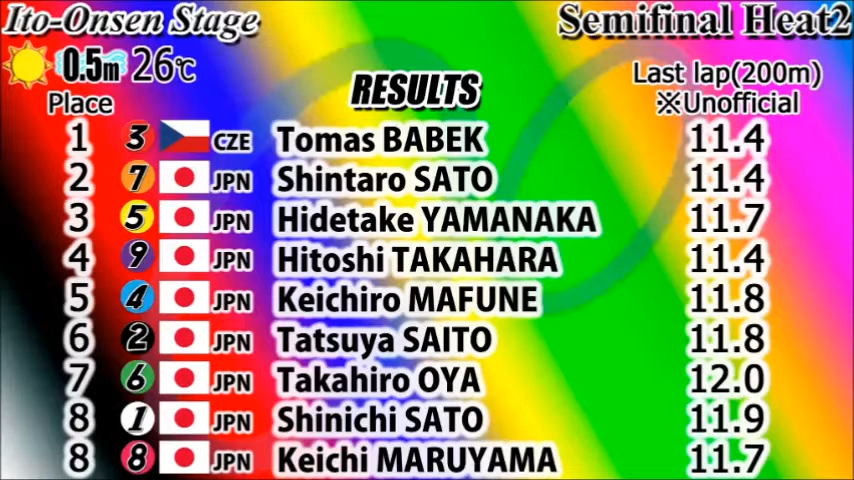 Ito-Onsen Stage
Semifinal Heat2
0.5m 26℃
RESULTS
Last lap(200m)
※Unofficial
Place
1 3 CZE Tomas BABEK 11.4
2 7 JPN Shintaro SATO 11.4
3 5 JPN Hidetake YAMANAKA 11.7
4 9 JPN Hitoshi TAKAHARA 11.4
5 4 JPN Keichiro MAFUNE 11.8
6 2 JPN Tatsuya SAITO 11.8
7 6 JPN Takahiro OYA 12.0
8 1 JPN Shinichi SATO 11.9
8 8 JPN Keichi MARUYAMA 11.7